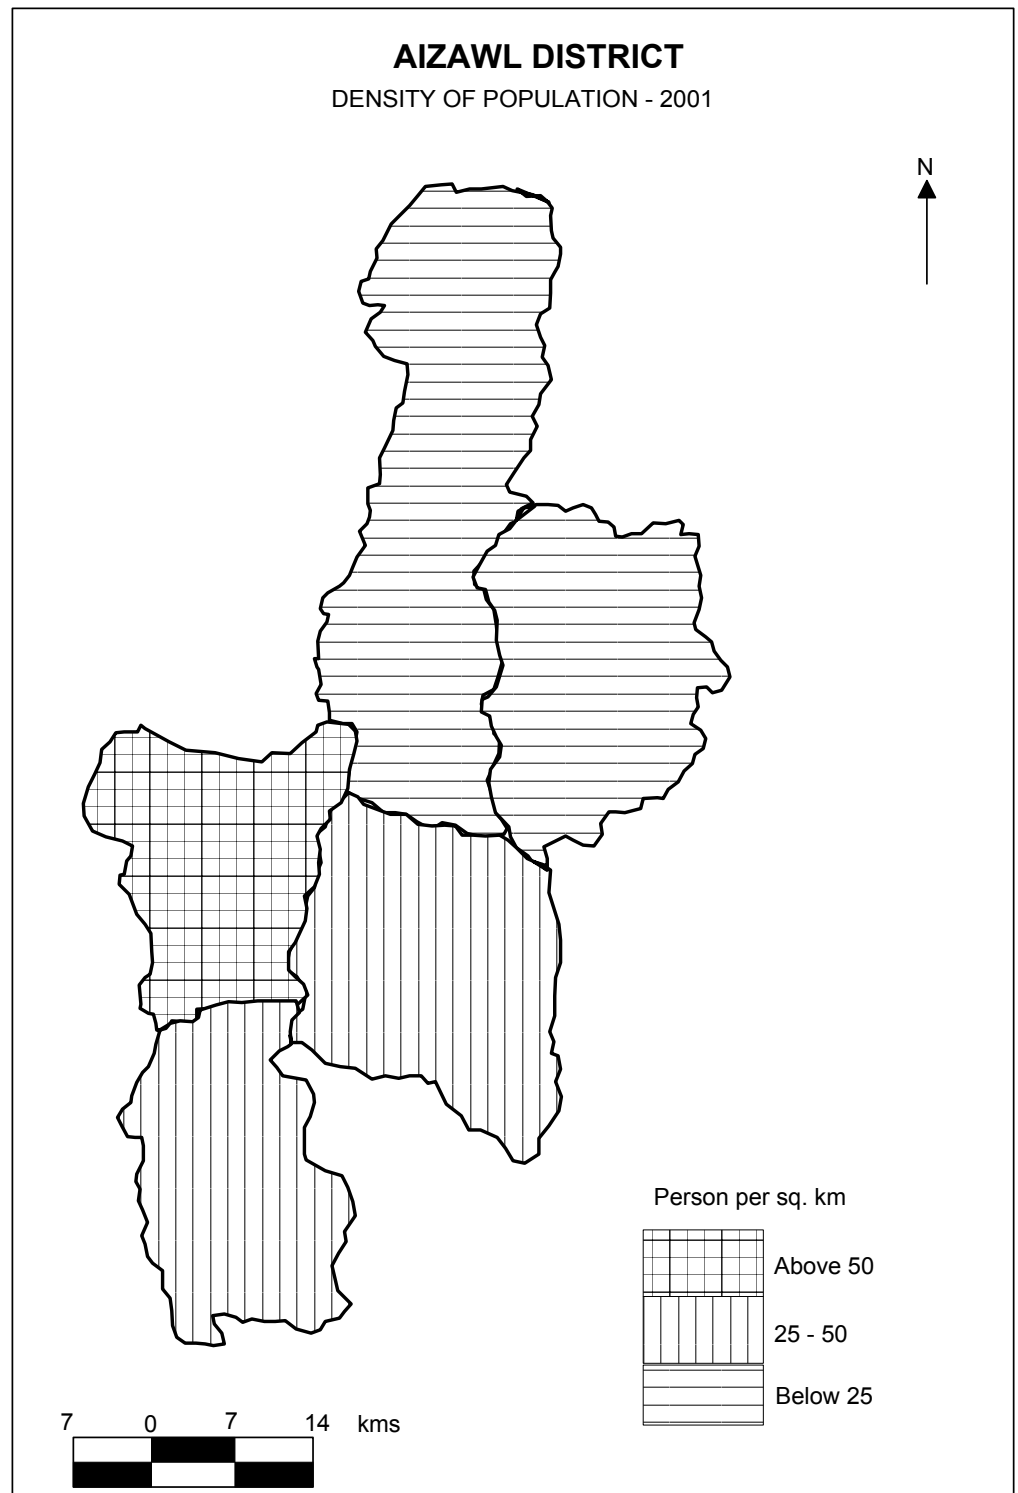 AIZAWL DISTRICT
DENSITY OF POPULATION - 2001
N
Person per sq. km
Above 50
25 - 50
Below 25
7 0 7 14 kms